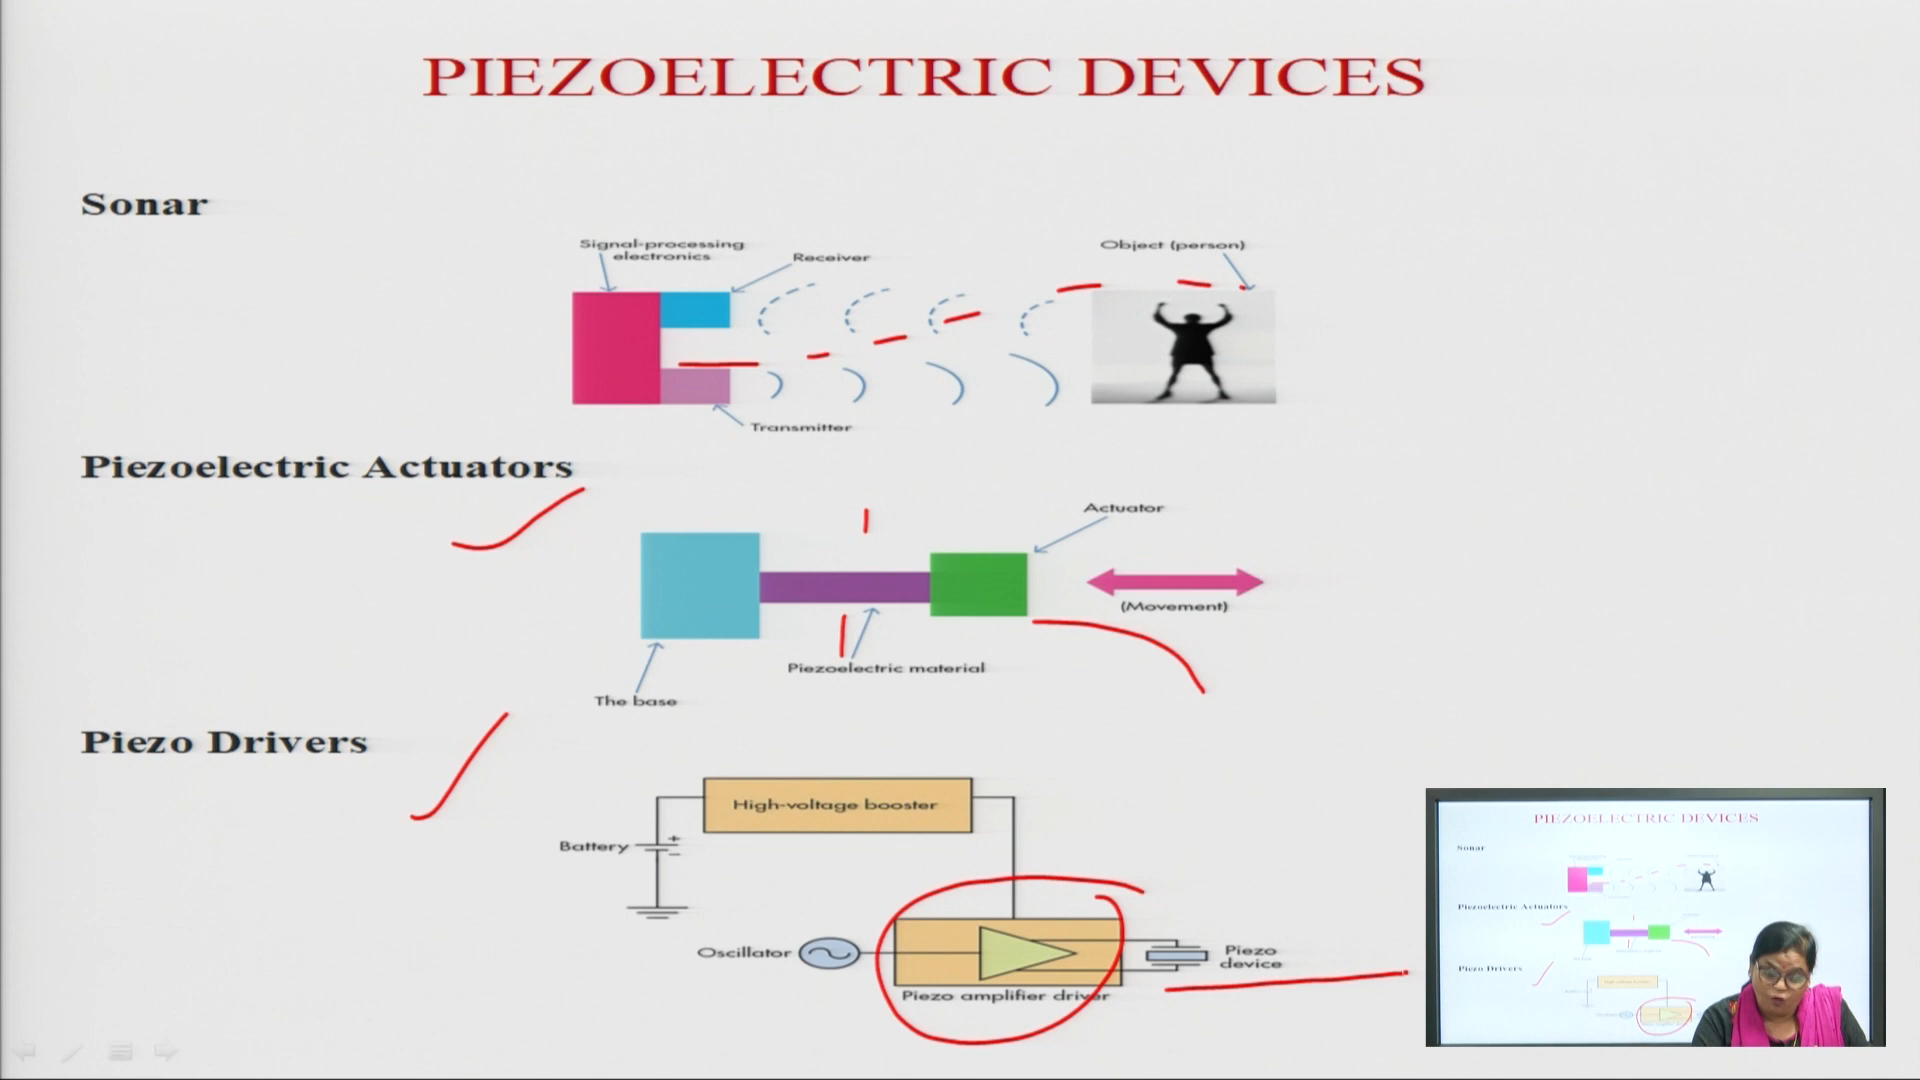 PIEZOELECTRIC DEVICES
Sonar
Signal-processing
electronics
Receiver
Object (person)
Transmitter
Piezoelectric Actuators
Actuator
(Movement)
Piezoelectric material
The base
Piezo Drivers
High-voltage booster
Battery
+
−
Oscillator
Piezo
device
Piezo amplifier driver
PIEZOELECTRIC DEVICES
Sonar
Piezoelectric Actuators
Piezo Drivers